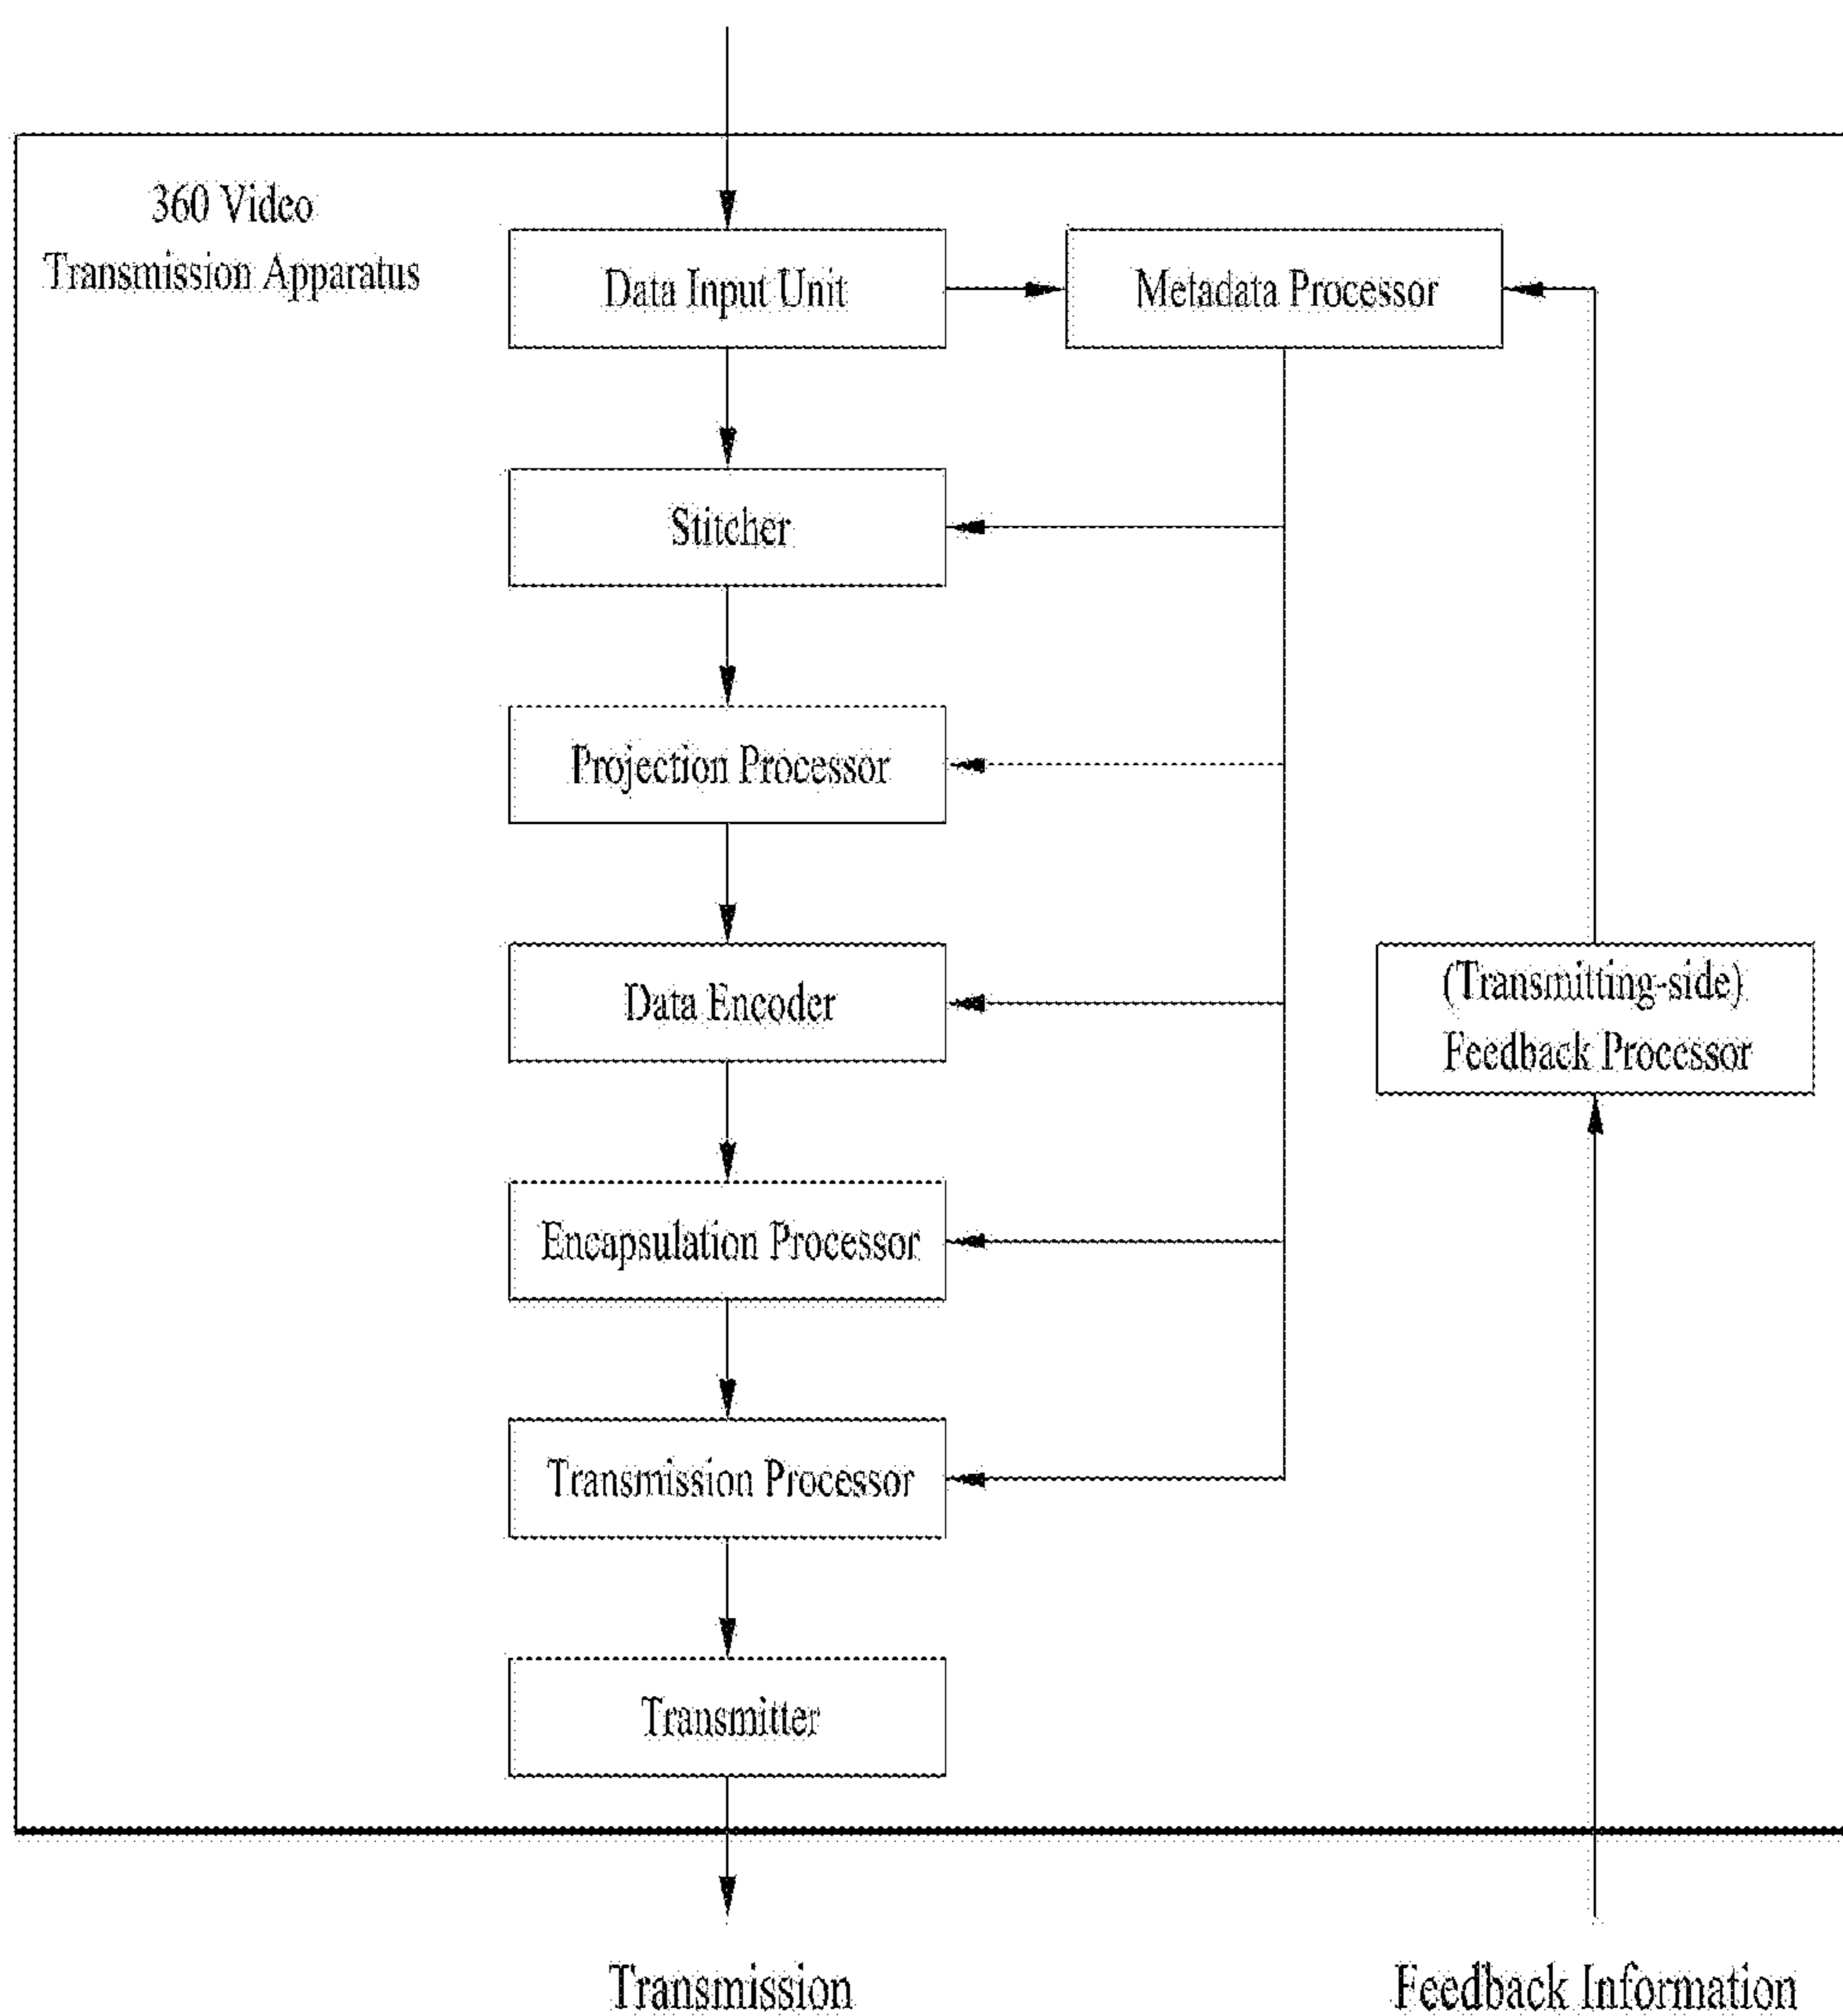 360 Video
Transmission Apparatus
Data Input Unit
Metadata Processor
Stitcher
Projection Processor
Data Encoder
(Transmitting-side)
Feedback Processor
Encapsulation Processor
Transmission Processor
Transmitter
Transmission
Feedback Information